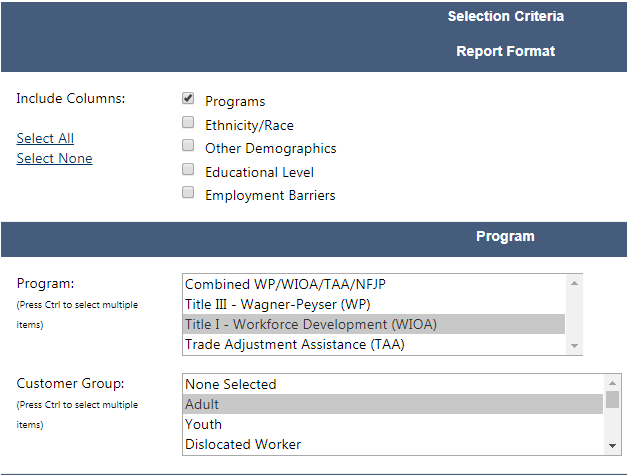 Selection Criteria
Report Format
Include Columns:
Programs
Ethnicity/Race
Select All
Other Demographics
Select None
Educational Level
Employment Barriers
Program
Program:
(Press Ctrl to select multiple
items)
Combined WP/WIOA/TAA/NFJP
Title III - Wagner-Peyser (WP)
Title I - Workforce Development (WIOA)
Trade Adjustment Assistance (TAA)
Customer Group:
(Press Ctrl to select multiple
items)
None Selected
Adult
Youth
Dislocated Worker